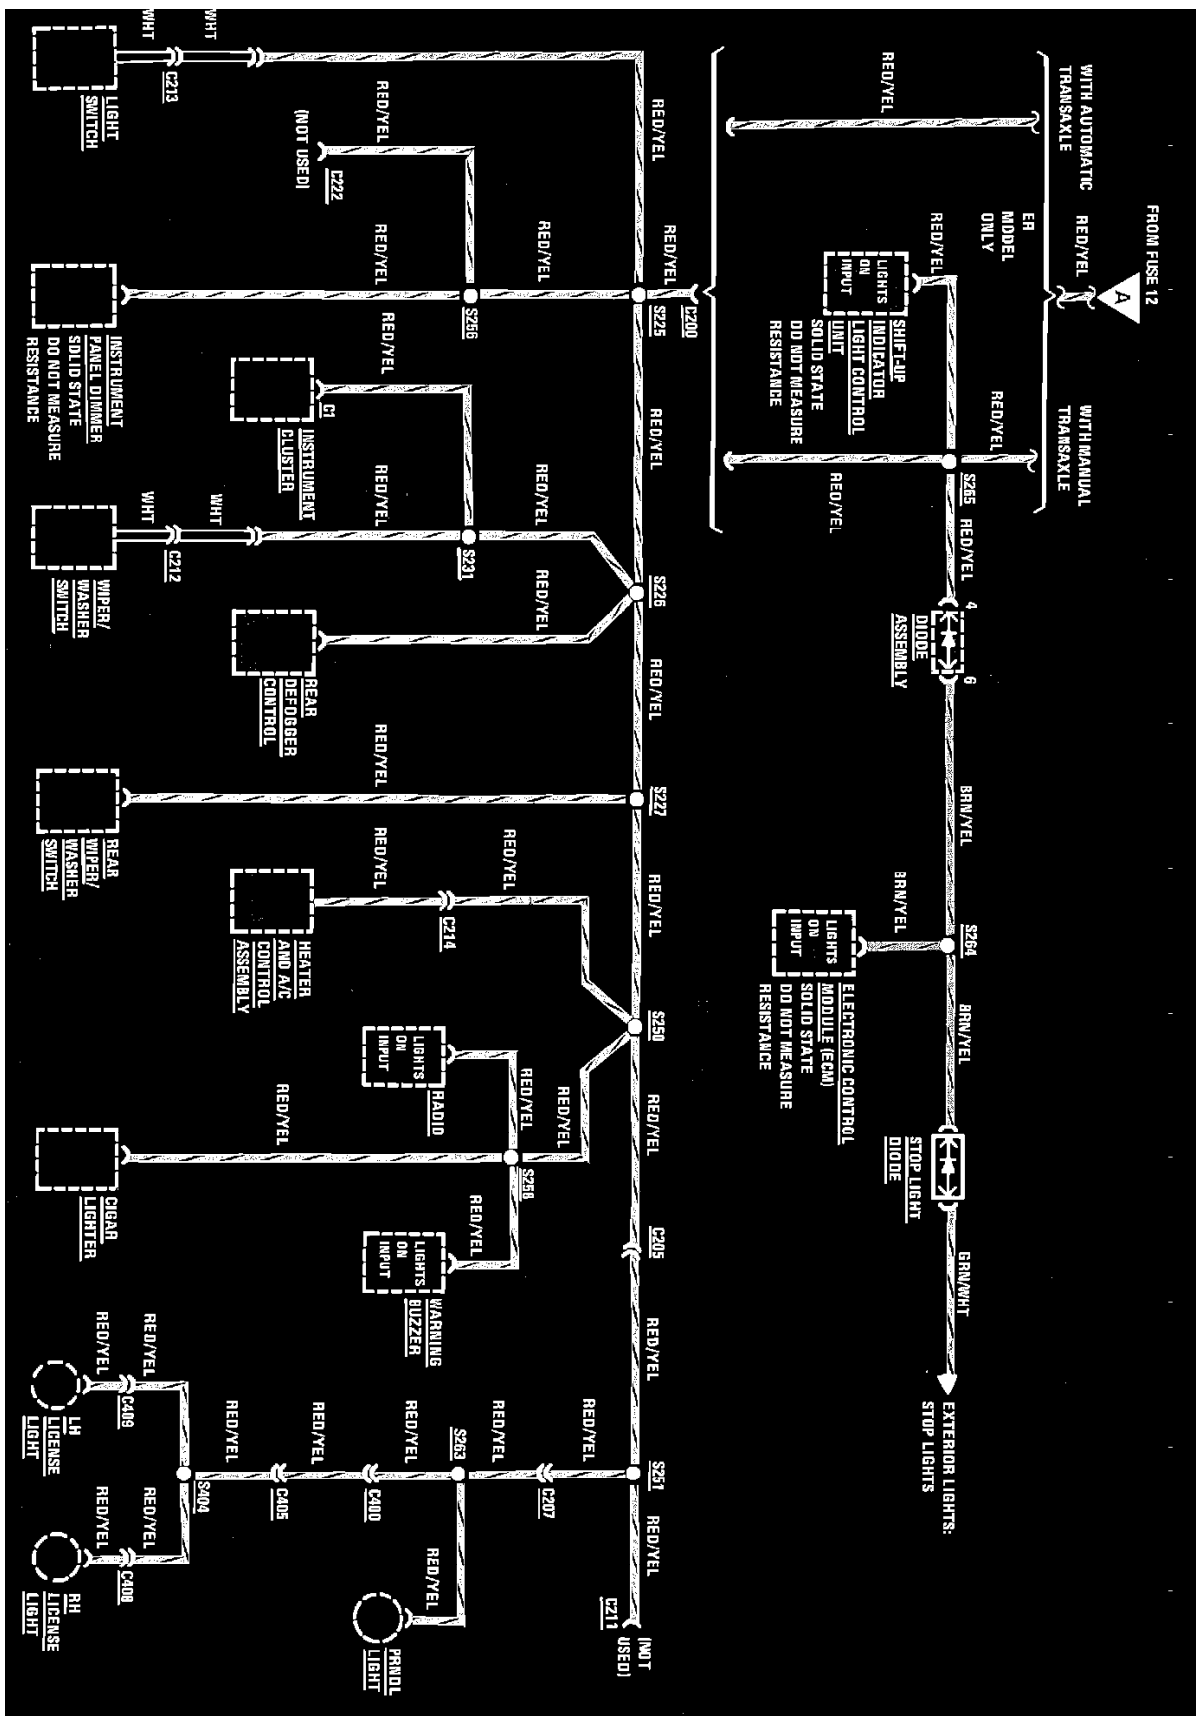 FROM FUSE 12
A
RED/YEL
WITH AUTOMATIC
TRANSAXLE
WITH MANUAL
TRANSAXLE
RED/YEL
EFI
MODEL
ONLY
RED/YEL
LIGHTS
ON
INPUT
SHIFT-UP
INDICATOR
LIGHT CONTROL
UNIT
SOLID STATE
DO NOT MEASURE
RESISTANCE
RED/YEL
S265
RED/YEL
RED/YEL
4
DIODE
ASSEMBLY
6
BRN/YEL
S264
BRN/YEL
LIGHTS
ON
INPUT
ELECTRONIC CONTROL
MODULE (ECM)
SOLID STATE
DO NOT MEASURE
RESISTANCE
BRN/YEL
STOP LIGHT
DIODE
GRN/WHT
EXTERIOR LIGHTS:
STOP LIGHTS
C200
RED/YEL
S225
RED/YEL
RED/YEL
S226
RED/YEL
S227
RED/YEL
S250
RED/YEL
C205
RED/YEL
S251
RED/YEL
C211
(NOT
USED)
WHT
C213
WHT
LIGHT
SWITCH
RED/YEL
(NOT USED)
C222
RED/YEL
RED/YEL
S256
INSTRUMENT
PANEL DIMMER
SOLID STATE
DO NOT MEASURE
RESISTANCE
RED/YEL
C1
INSTRUMENT
CLUSTER
RED/YEL
RED/YEL
S231
WHT
WHT
C212
WIPER/
WASHER
SWITCH
RED/YEL
REAR
DEFOGGER
CONTROL
RED/YEL
REAR
WIPER/
WASHER
SWITCH
RED/YEL
RED/YEL
C214
HEATER
AND A/C
CONTROL
ASSEMBLY
LIGHTS
ON
INPUT
RADIO
RED/YEL
RED/YEL
RED/YEL
S258
CIGAR
LIGHTER
RED/YEL
LIGHTS
ON
INPUT
WARNING
BUZZER
RED/YEL
C207
RED/YEL
S263
RED/YEL
C400
RED/YEL
C405
RED/YEL
S404
RED/YEL
RED/YEL
C409
LH
LICENSE
LIGHT
RED/YEL
RED/YEL
C408
RH
LICENSE
LIGHT
RED/YEL
PRNDL
LIGHT